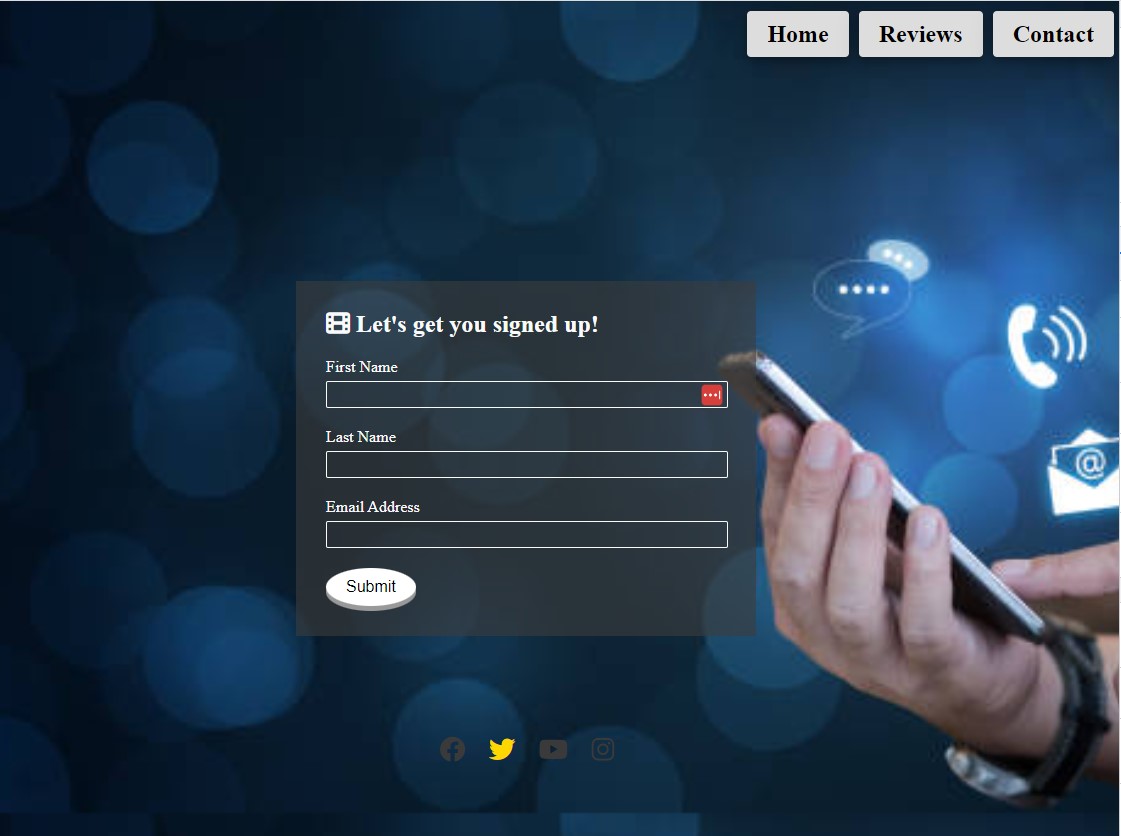 Home Reviews Contact
Let's get you signed up!
First Name
Last Name
Email Address
Submit
@